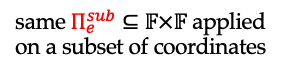 same Π_e^{sub} ⊆ 𝔽×𝔽 applied
on a subset of coordinates